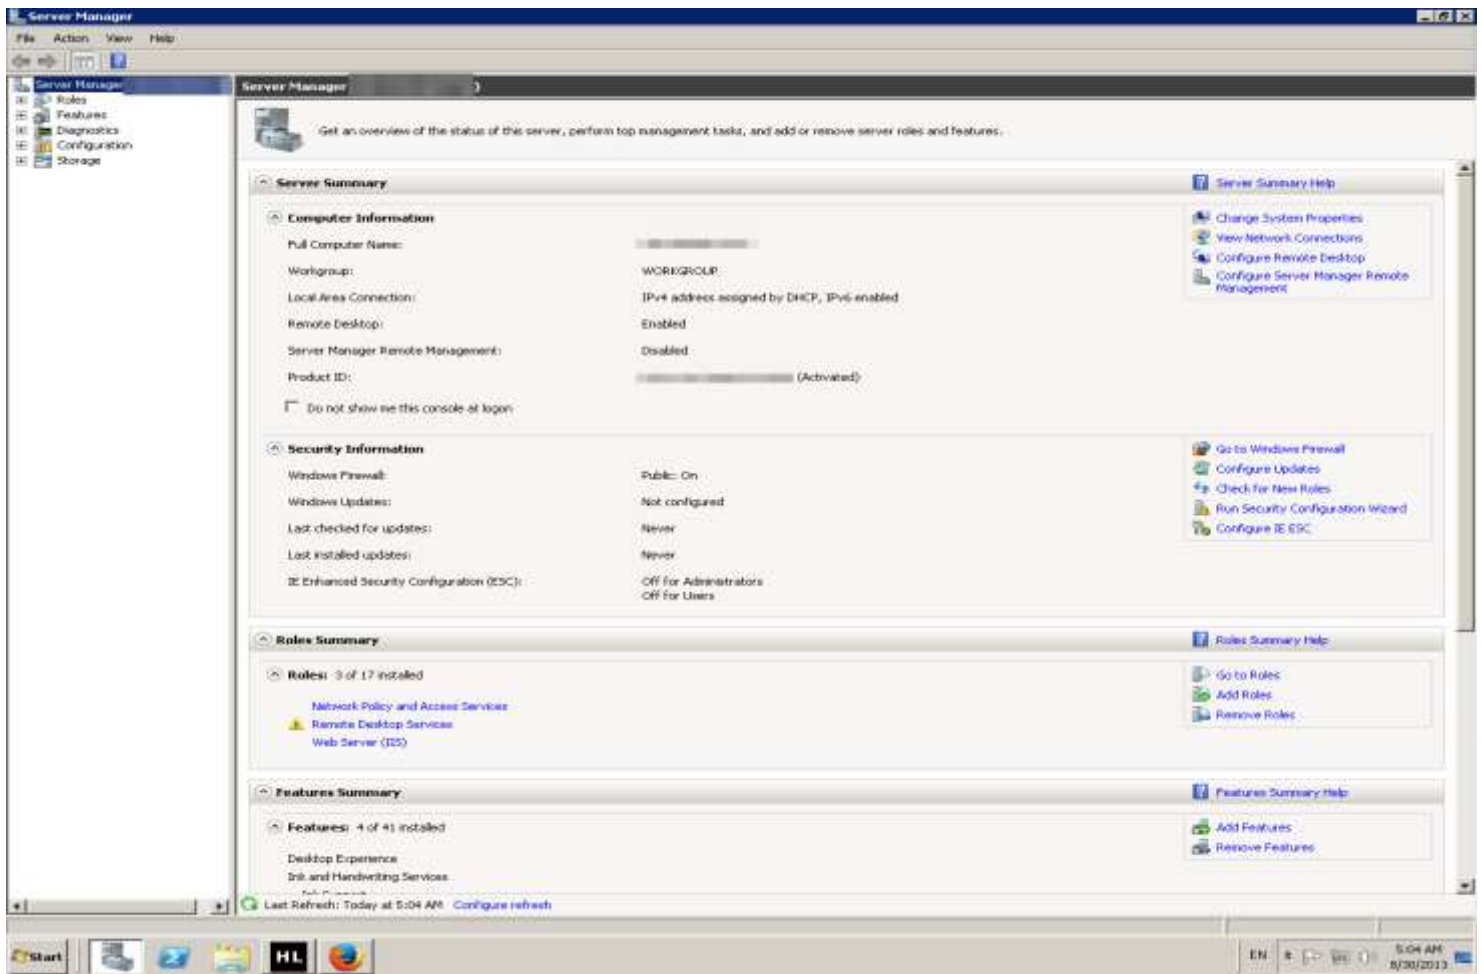 Server Manager
File Action View Help
Server Manager
Roles
Features
Diagnostics
Configuration
Storage
Server Manager )
Get an overview of the status of this server, perform top management tasks, and add or remove server roles and features.
Server Summary
Server Summary Help
Computer Information
Full Computer Name:
Workgroup: WORKGROUP
Local Area Connection: IPv4 address assigned by DHCP, IPv6 enabled
Remote Desktop: Enabled
Server Manager Remote Management: Disabled
Product ID: (Activated)
Do not show me this console at logon
Change System Properties
View Network Connections
Configure Remote Desktop
Configure Server Manager Remote
Management
Security Information
Windows Firewall: Public: On
Windows Updates: Not configured
Last checked for updates: Never
Last installed updates: Never
IE Enhanced Security Configuration (ESC): Off for Administrators
Off for Users
Go to Windows Firewall
Configure Updates
Check for New Roles
Run Security Configuration Wizard
Configure IE ESC
Roles Summary
Roles Summary Help
Roles: 3 of 17 installed
Network Policy and Access Services
Remote Desktop Services
Web Server (IIS)
Go to Roles
Add Roles
Remove Roles
Features Summary
Features Summary Help
Features: 4 of 41 installed
Desktop Experience
Ink and Handwriting Services
Add Features
Remove Features
Last Refresh: Today at 5:04 AM Configure refresh
Start
HL
EN
5:04 AM
8/30/2013